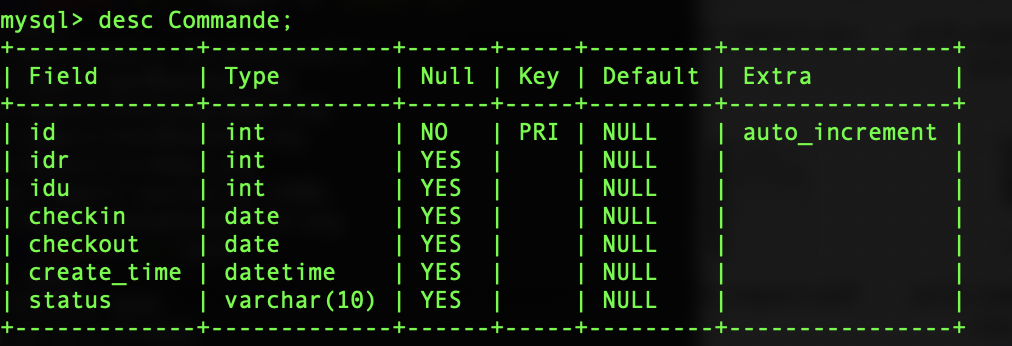 mysql> desc Commande;
+-------------+-------------+------+-----+---------+----------------+
| Field       | Type        | Null | Key | Default | Extra          |
+-------------+-------------+------+-----+---------+----------------+
| id          | int         | NO   | PRI | NULL    | auto_increment |
| idr         | int         | YES  |     | NULL    |                |
| idu         | int         | YES  |     | NULL    |                |
| checkin     | date        | YES  |     | NULL    |                |
| checkout    | date        | YES  |     | NULL    |                |
| create_time | datetime    | YES  |     | NULL    |                |
| status      | varchar(10) | YES  |     | NULL    |                |
+-------------+-------------+------+-----+---------+----------------+